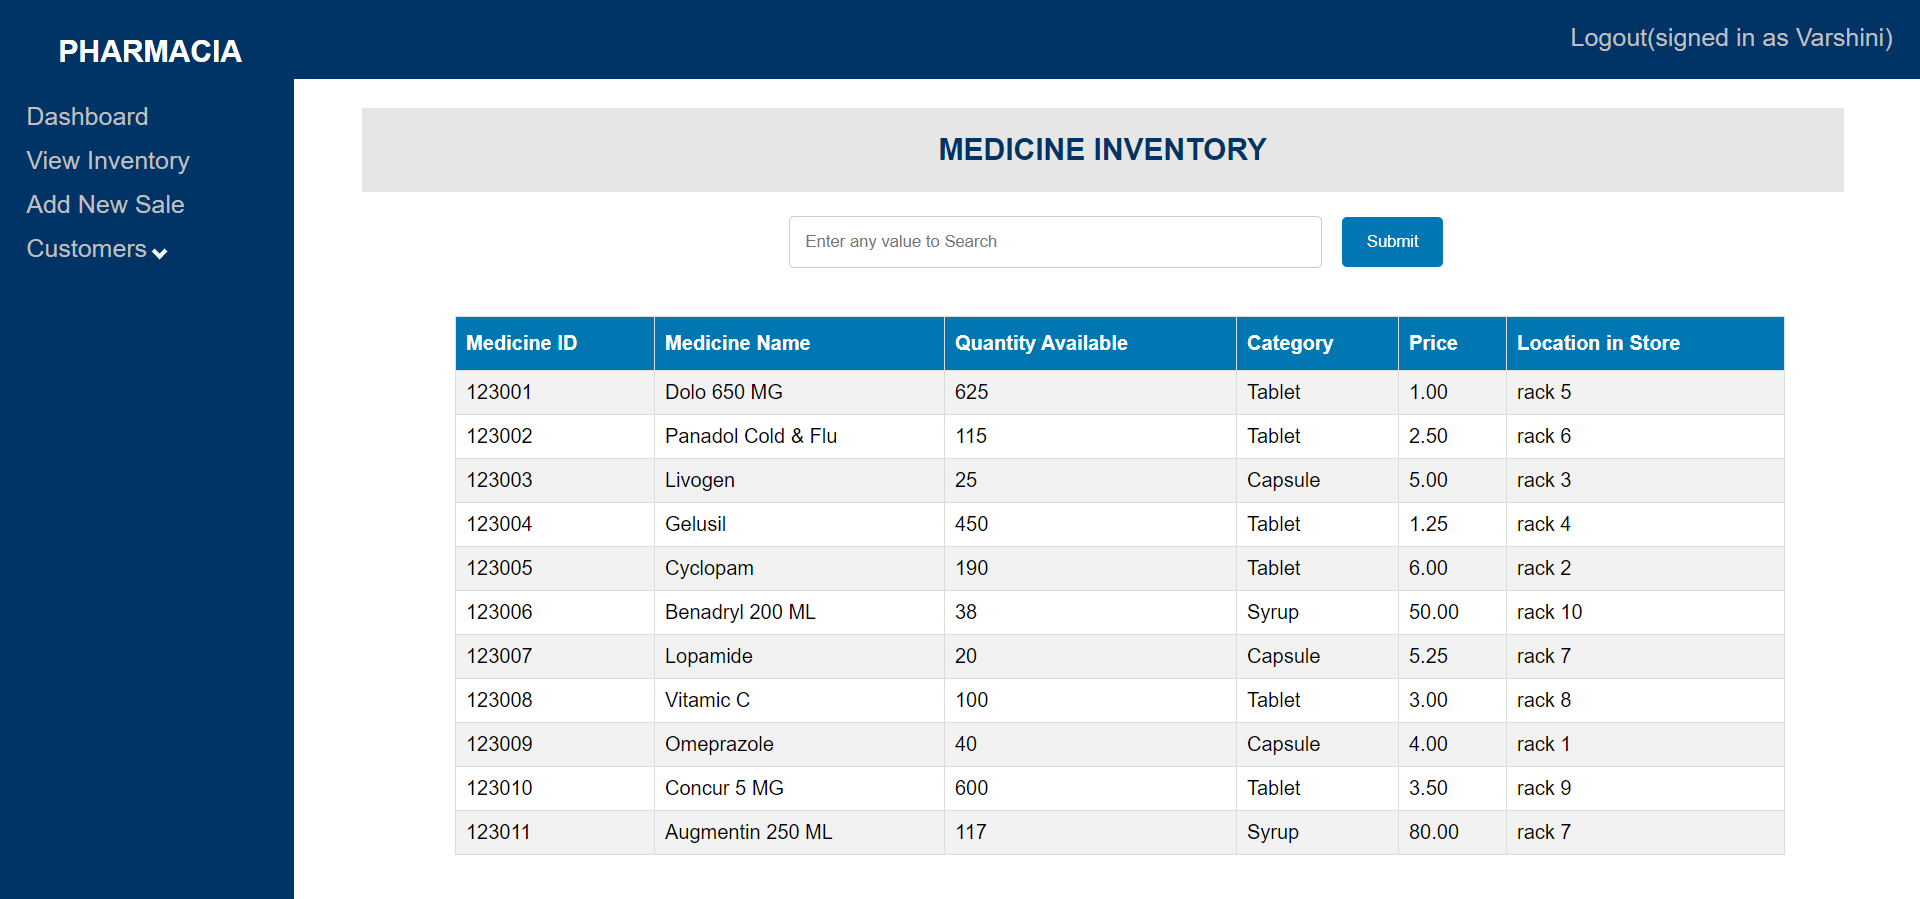 PHARMACIA
Logout(signed in as Varshini)
Dashboard
View Inventory
Add New Sale
Customers
MEDICINE INVENTORY
Enter any value to Search
Submit
Medicine ID Medicine Name Quantity Available Category Price Location in Store
123001 Dolo 650 MG 625 Tablet 1.00 rack 5
123002 Panadol Cold & Flu 115 Tablet 2.50 rack 6
123003 Livogen 25 Capsule 5.00 rack 3
123004 Gelusil 450 Tablet 1.25 rack 4
123005 Cyclopam 190 Tablet 6.00 rack 2
123006 Benadryl 200 ML 38 Syrup 50.00 rack 10
123007 Lopamide 20 Capsule 5.25 rack 7
123008 Vitamic C 100 Tablet 3.00 rack 8
123009 Omeprazole 40 Capsule 4.00 rack 1
123010 Concur 5 MG 600 Tablet 3.50 rack 9
123011 Augmentin 250 ML 117 Syrup 80.00 rack 7